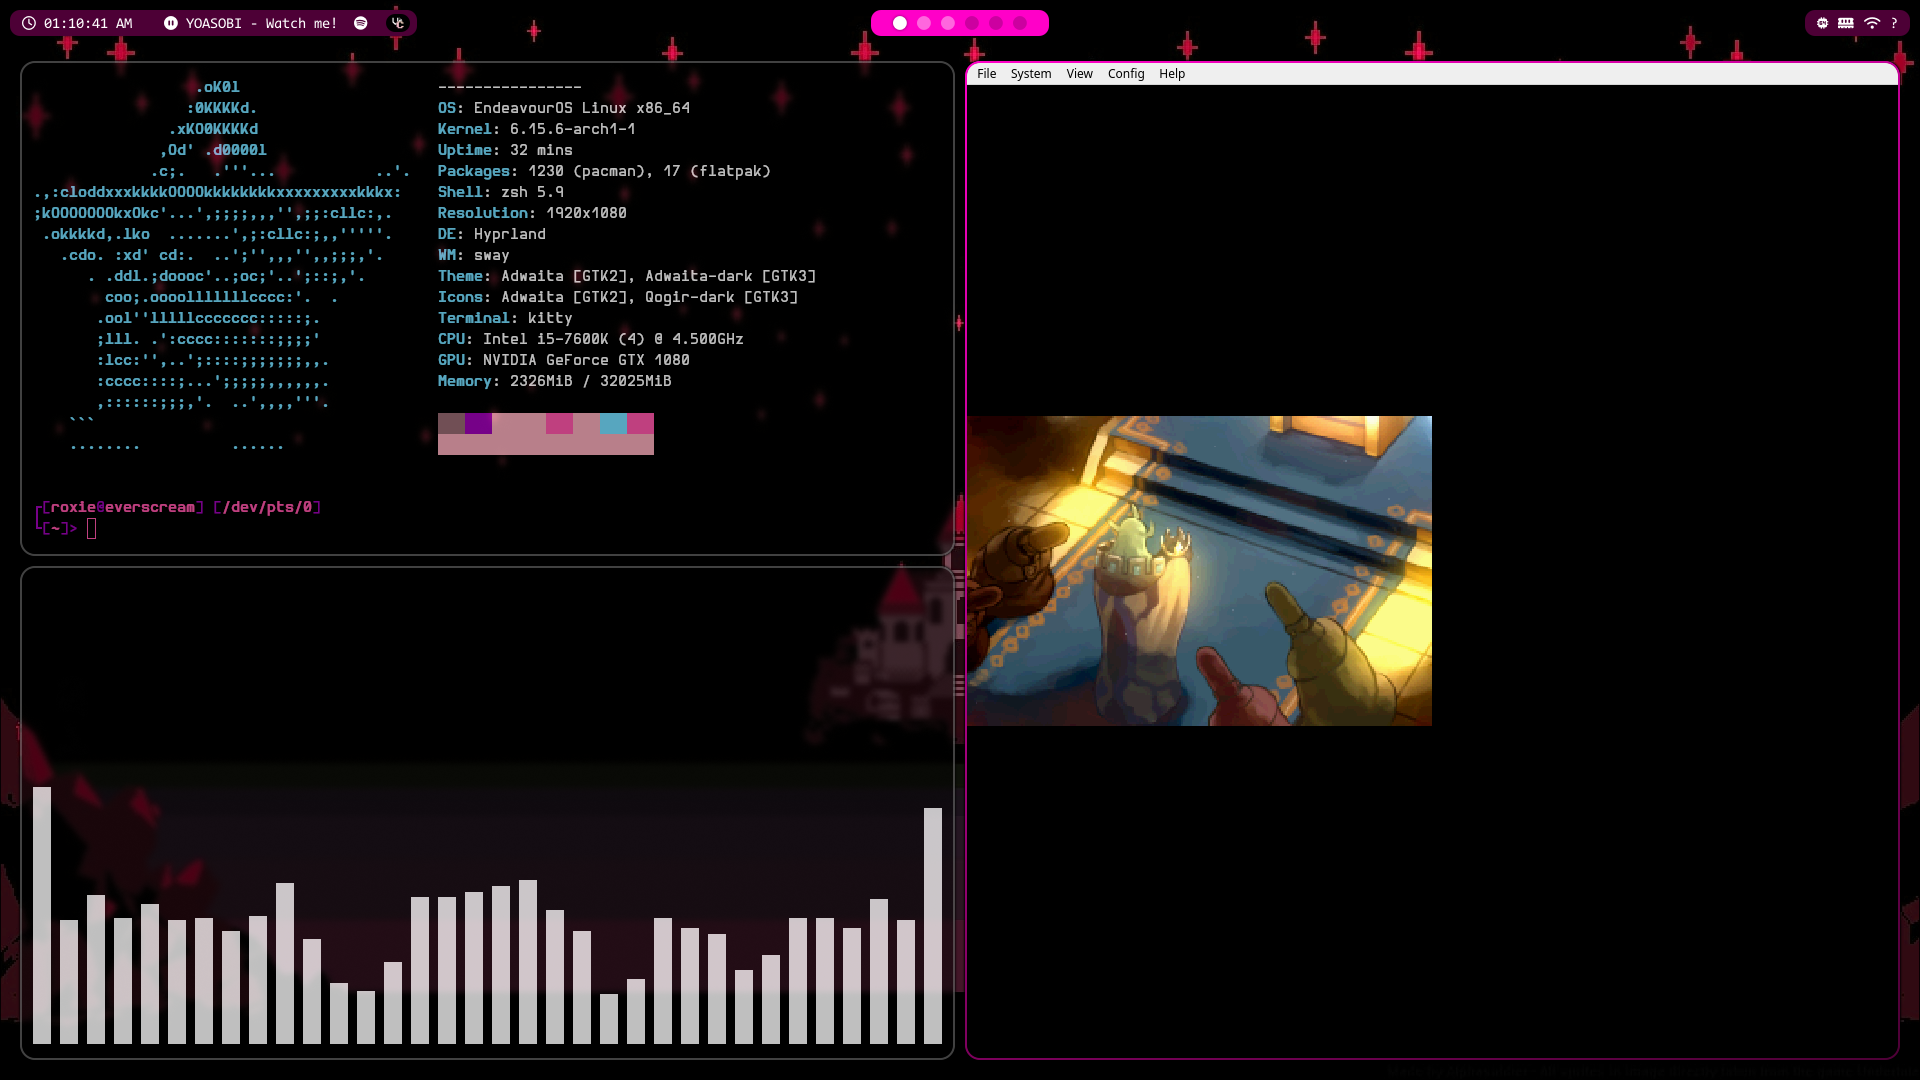 01:10:41 AM YOASOBI - Watch me!
?
.oK0l
:0KKKKd.
.xKO0KKKKd
,Od' .d0000l
.c;. .'''... ..'.
.,:cloddxxxkkkkOOOOkkkkkkkkxxxxxxxxxkkkx:
;kOOOOOOOkxOkc'...',;;;;,,,'',;;:cllc:,.
.okkkkd,.lko .......',;:cllc:;,,'''''.
.cdo. :xd' cd:. ..';'',,,'',,;;;,'.
. .ddl.;doooc'..;oc;'..';::;,'.
coo;.oooolllllllcccc:'. .
.ool''lllllccccccc:::::;.
;lll. .':cccc:::::::;;;;'
:lcc:'',..';::::;;;;;;;,,.
:cccc::::;...';;;;;,,,,,,.
,::::::;;;,'. ..',,,,'''.
```
........ ......
----------------
OS: EndeavourOS Linux x86_64
Kernel: 6.15.6-arch1-1
Uptime: 32 mins
Packages: 1230 (pacman), 17 (flatpak)
Shell: zsh 5.9
Resolution: 1920x1080
DE: Hyprland
WM: sway
Theme: Adwaita [GTK2], Adwaita-dark [GTK3]
Icons: Adwaita [GTK2], Qogir-dark [GTK3]
Terminal: kitty
CPU: Intel i5-7600K (4) @ 4.500GHz
GPU: NVIDIA GeForce GTX 1080
Memory: 2326MiB / 32025MiB
┌[roxie@everscream] [/dev/pts/0]
└[~]>
File System View Config Help